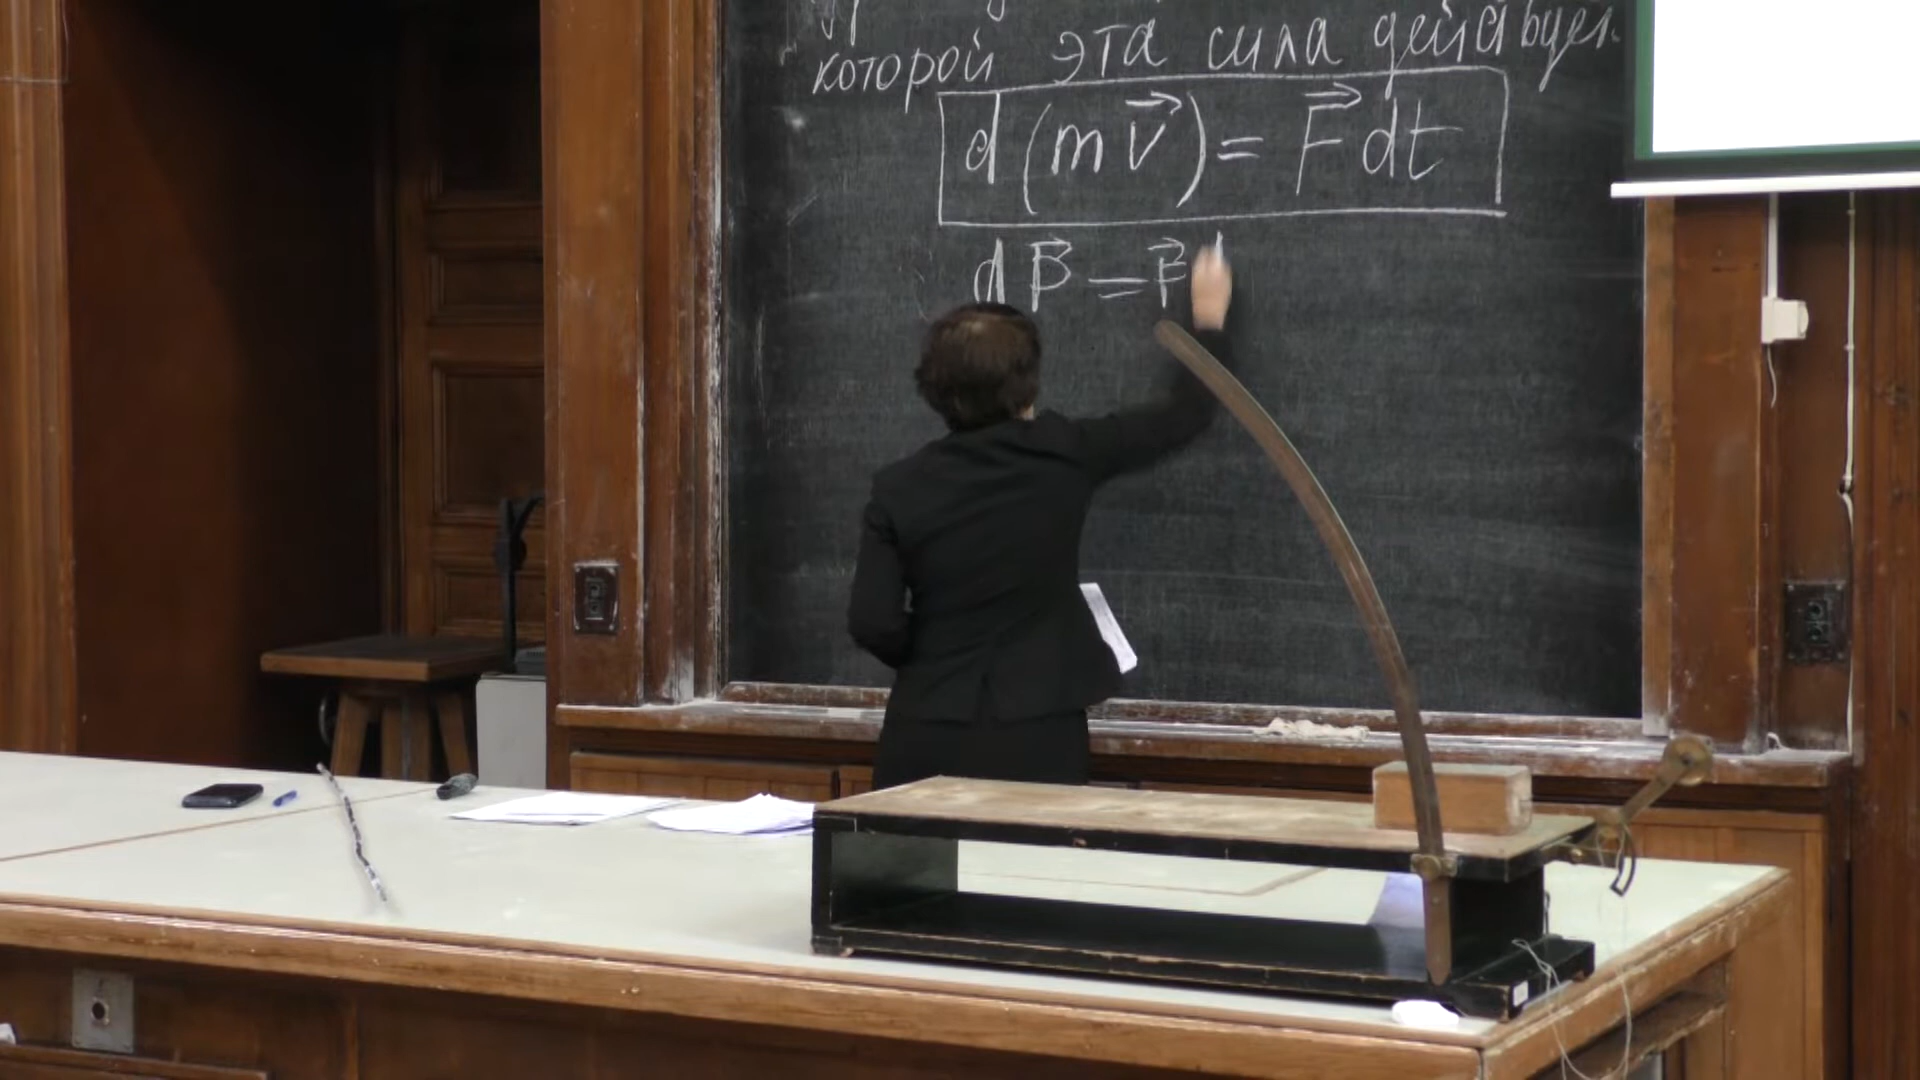 которой эта сила действует.
d(mv⃗) = F⃗dt
dP⃗ = F⃗